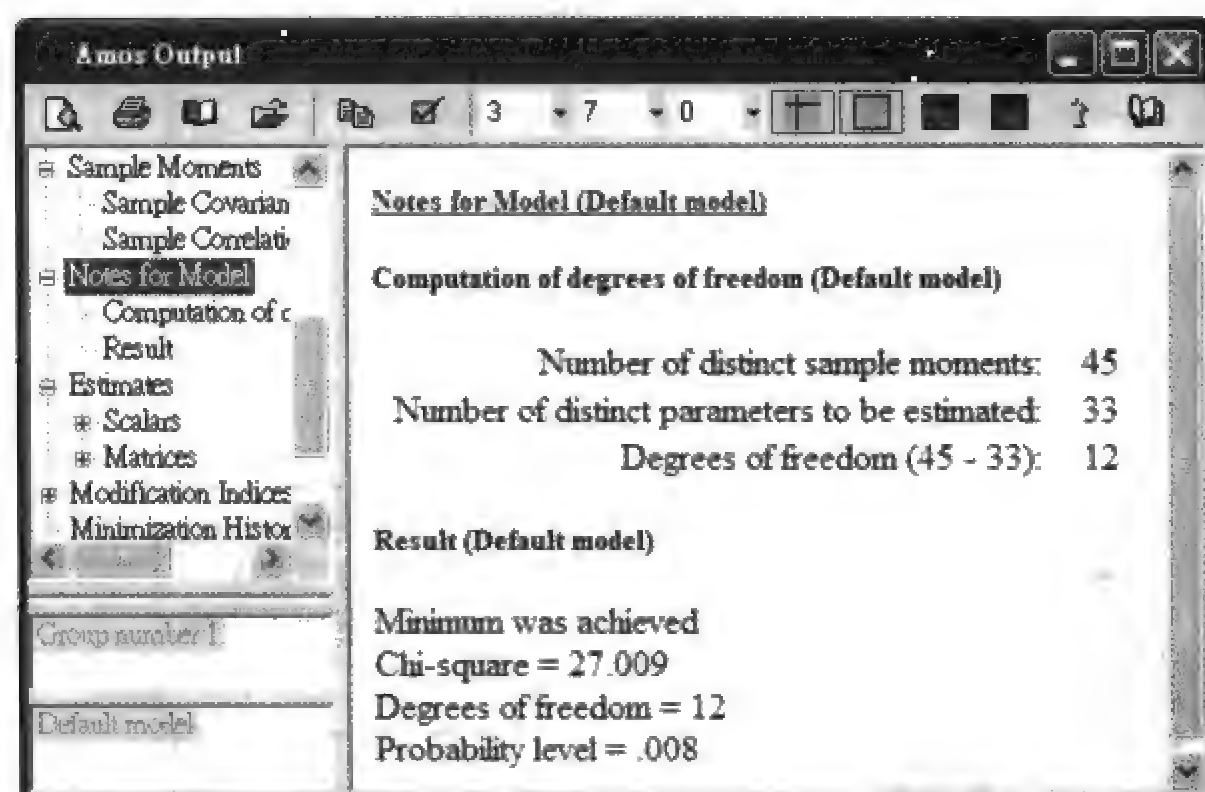 Amos Output
3 7 0
Sample Moments
Sample Covarian
Sample Correlati
Notes for Model
Computation of c
Result
Estimates
Scalars
Matrices
Modification Indices
Minimization Histor
Group number 1
Default model
Notes for Model (Default model)
Computation of degrees of freedom (Default model)
Number of distinct sample moments: 45
Number of distinct parameters to be estimated: 33
Degrees of freedom (45 - 33): 12
Result (Default model)
Minimum was achieved
Chi-square = 27.009
Degrees of freedom = 12
Probability level = .008